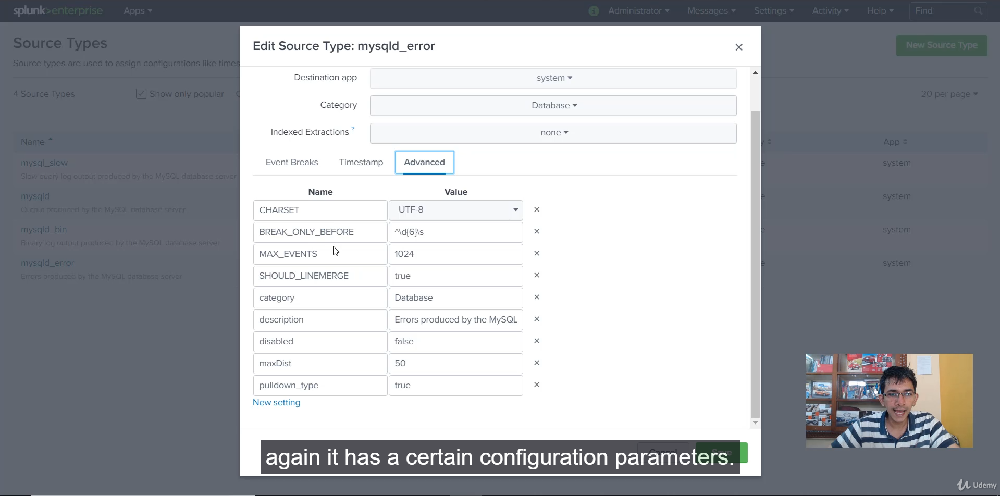 splunk>enterprise Apps Administrator Messages Settings Activity Help Find
Source Types
New Source Type
Source types are used to assign configurations like times
4 Source Types Show only popular 20 per page
Name App
mysql_slow system
Slow query log output produced by the MySQL database server
mysqld system
Output produced by the MySQL database server
mysqld_bin system
Binary log output produced by the MySQL database server
mysqld_error system
Errors produced by the MySQL database server
Edit Source Type: mysqld_error ×
Destination app system
Category Database
Indexed Extractions ? none
Event Breaks Timestamp Advanced
Name Value
CHARSET UTF-8 ×
BREAK_ONLY_BEFORE ^\d{6}\s ×
MAX_EVENTS 1024 ×
SHOULD_LINEMERGE true ×
category Database ×
description Errors produced by the MySQL ×
disabled false ×
maxDist 50 ×
pulldown_type true ×
New setting
Cancel Save
again it has a certain configuration parameters.
Udemy